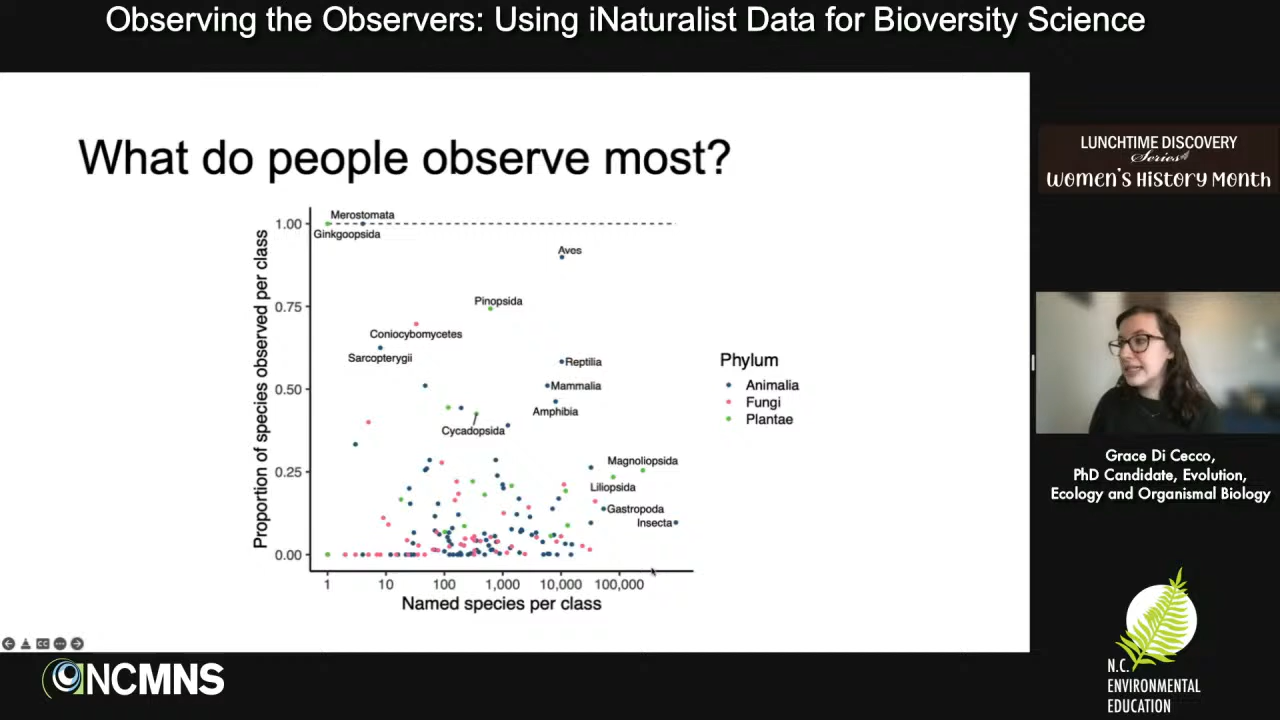 Observing the Observers: Using iNaturalist Data for Bioversity Science
What do people observe most?
Merostomata
Ginkgoopsida
Aves
Pinopsida
Coniocybomycetes
Sarcopterygii
Reptilia
Mammalia
Amphibia
Cycadopsida
Magnoliopsida
Liliopsida
Gastropoda
Insecta
Proportion of species observed per class
1.00
0.75
0.50
0.25
0.00
1
10
100
1,000
10,000
100,000
Named species per class
Phylum
Animalia
Fungi
Plantae
LUNCHTIME DISCOVERY
Series
Women's History Month
Grace Di Cecco,
PhD Candidate, Evolution,
Ecology and Organismal Biology
NCMNS
N.C.
ENVIRONMENTAL
EDUCATION